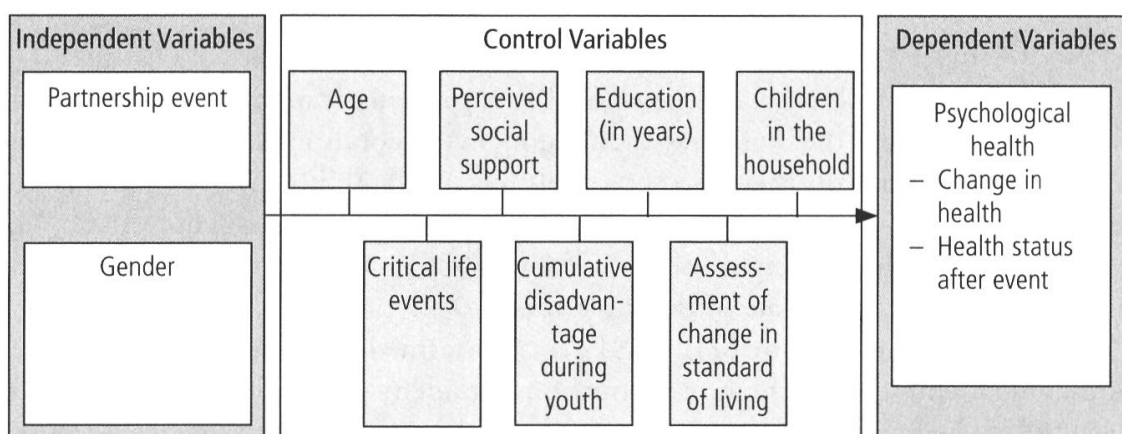 Independent Variables
Partnership event
Gender
Control Variables
Age
Perceived
social
support
Education
(in years)
Children
in the
household
Critical life
events
Cumulative
disadvan-
tage
during
youth
Assess-
ment of
change in
standard
of living
Dependent Variables
Psychological
health
– Change in
health
– Health status
after event